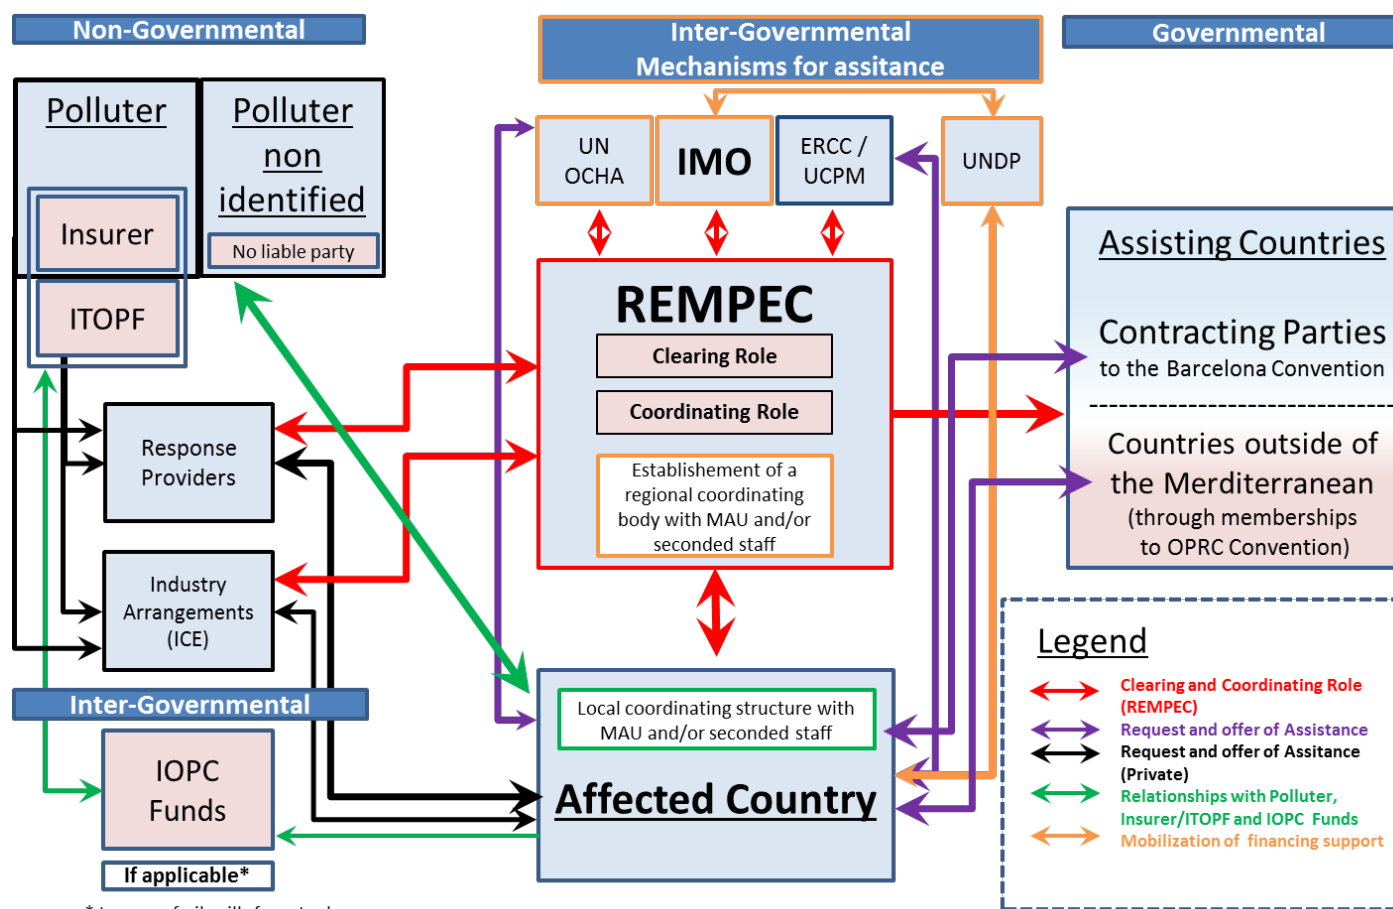 Non-Governmental
Inter-Governmental
Mechanisms for assitance
Governmental
Polluter
Insurer
ITOPF
Polluter
non
identified
No liable party
UN
OCHA
IMO
ERCC /
UCPM
UNDP
REMPEC
Clearing Role
Coordinating Role
Establishement of a
regional coordinating
body with MAU and/or
seconded staff
Assisting Countries
Contracting Parties
to the Barcelona Convention
Countries outside of
the Merditerranean
(through memberships
to OPRC Convention)
Response
Providers
Industry
Arrangements
(ICE)
Inter-Governmental
IOPC
Funds
If applicable*
Local coordinating structure with
MAU and/or seconded staff
Affected Country
Legend
Clearing and Coordinating Role
(REMPEC)
Request and offer of Assistance
Request and offer of Assitance
(Private)
Relationships with Polluter,
Insurer/ITOPF and IOPC Funds
Mobilization of financing support